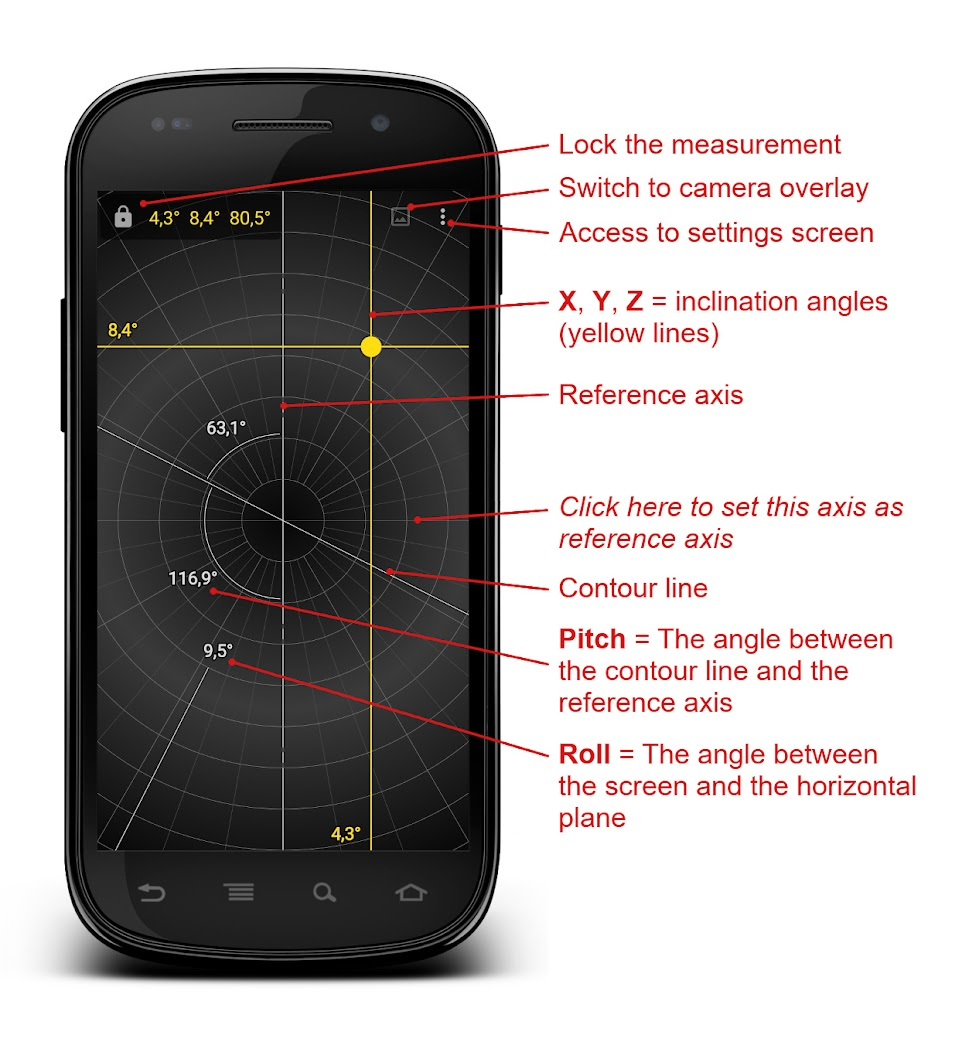 Lock the measurement
Switch to camera overlay
4,3° 8,4° 80,5°
Access to settings screen
X, Y, Z = inclination angles
(yellow lines)
8,4°
Reference axis
63,1°
Click here to set this axis as
reference axis
116,9°
Contour line
Pitch = The angle between
the contour line and the
reference axis
9,5°
Roll = The angle between
the screen and the horizontal
plane
4,3°